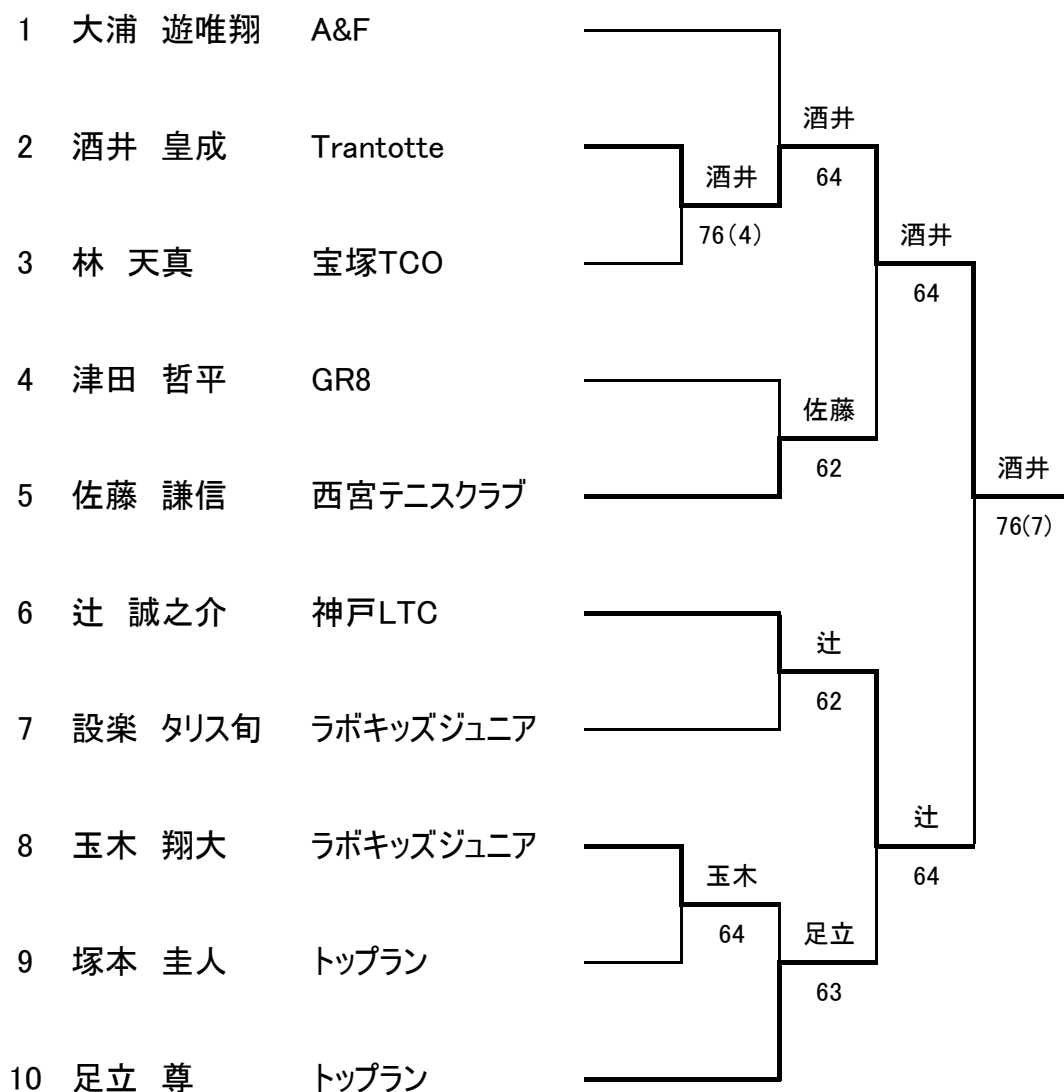 1 大浦 遊唯翔 A&F
酒井
2 酒井 皇成 Trantotte
酒井 64
76(4) 酒井
3 林 天真 宝塚TCO
64
4 津田 哲平 GR8
佐藤
62 酒井
5 佐藤 謙信 西宮テニスクラブ
76(7)
6 辻 誠之介 神戸LTC
辻
62
7 設楽 タリス旬 ラボキッズジュニア
辻
8 玉木 翔大 ラボキッズジュニア
玉木 64
64 足立
9 塚本 圭人 トップラン
63
10 足立 尊 トップラン